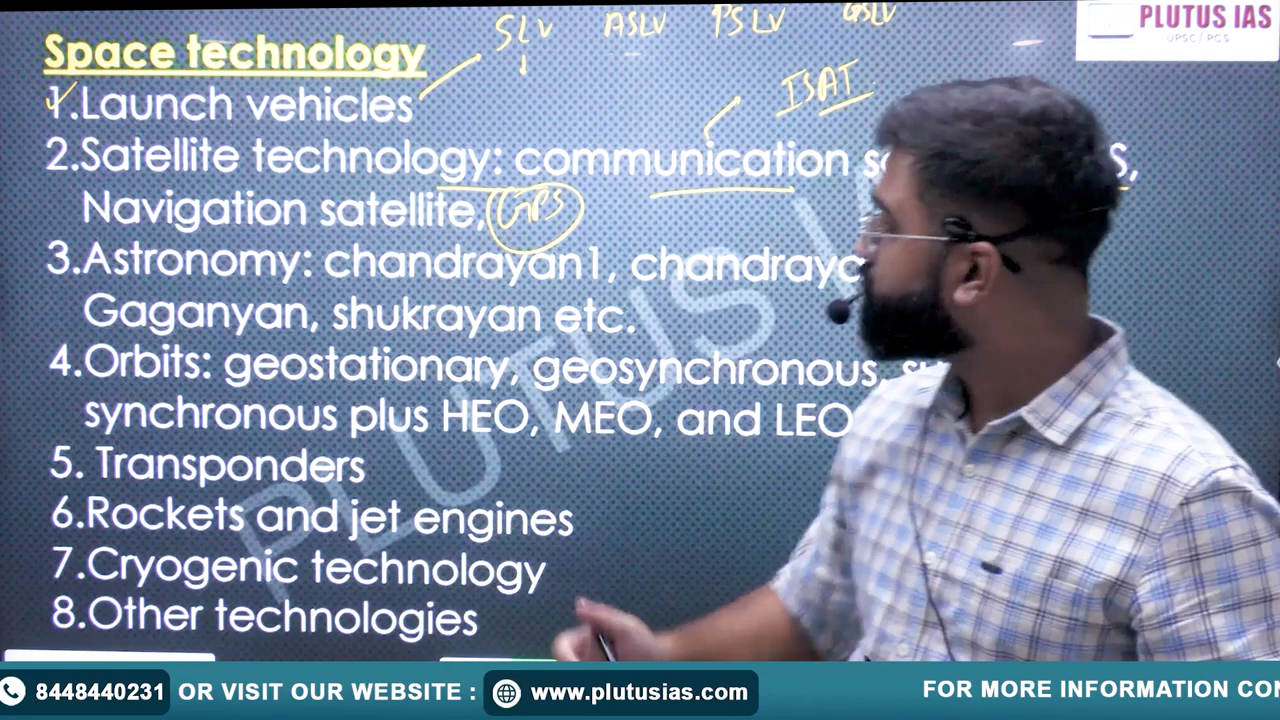 SLV ASLV PSLV GSLV
PLUTUS IAS
UPSC/PCS
Space technology
1.Launch vehicles
ISAT
2.Satellite technology: communication
Navigation satellite, GPS
3.Astronomy: chandrayan1,
Gaganyan, shukrayan etc.
4.Orbits: geostationary, geosynchronous,
synchronous plus HEO, MEO, and LEO
5. Transponders
6.Rockets and jet engines
7.Cryogenic technology
8.Other technologies
PLUTUS
8448440231 OR VISIT OUR WEBSITE : www.plutusias.com FOR MORE INFORMATION